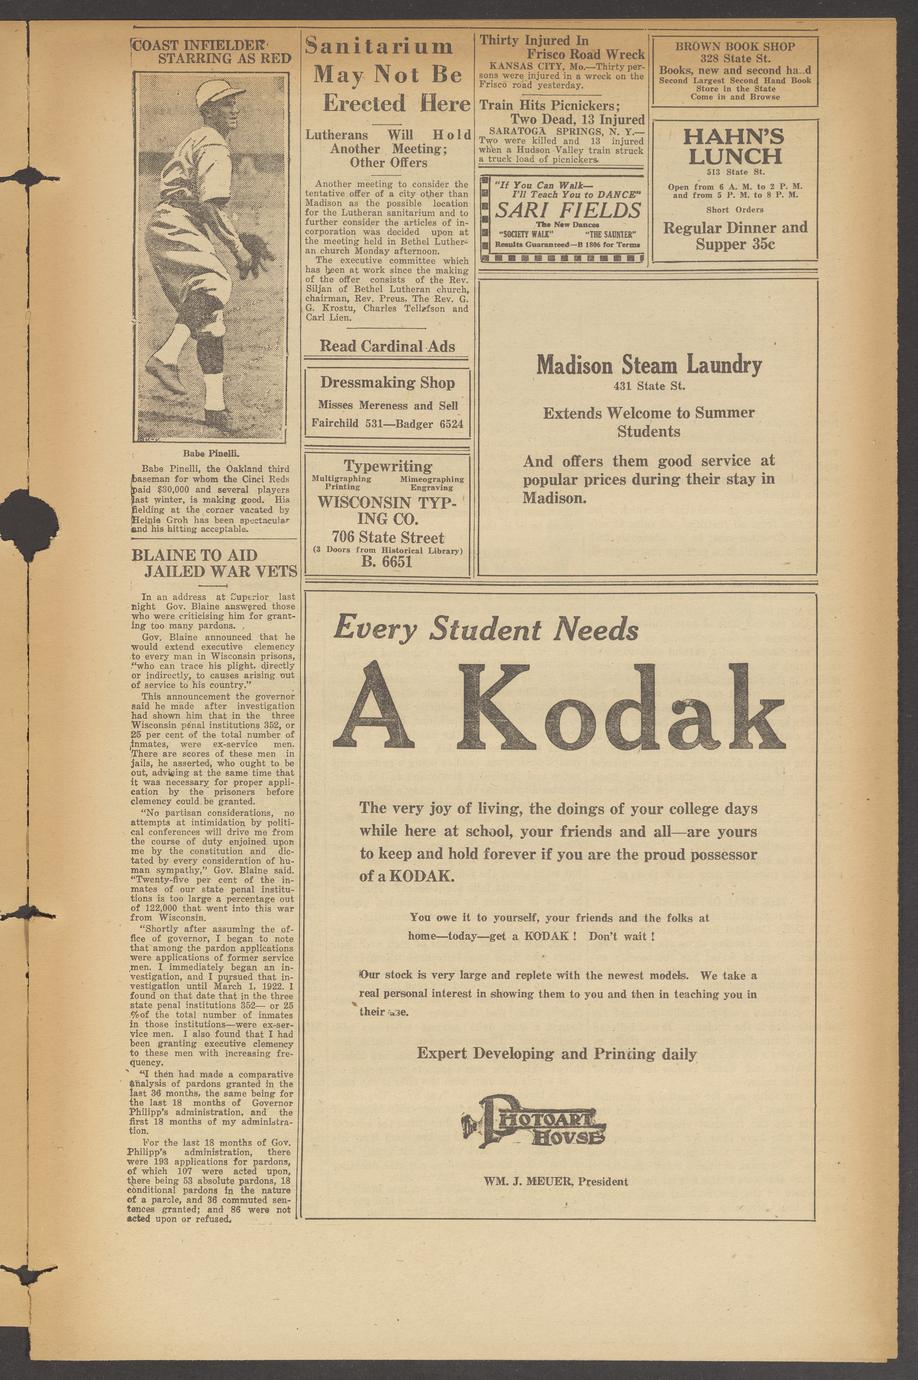 COAST INFIELDER
STARRING AS RED
Babe Pinelli.
Babe Pinelli, the Oakland third
baseman for whom the Cinci Reds
paid $30,000 and several players
last winter, is making good. His
fielding at the corner vacated by
Heinie Groh has been spectacular
and his hitting acceptable.
BLAINE TO AID
JAILED WAR VETS
In an address at Superior last
night Gov. Blaine answered those
who were criticising him for grant-
ing too many pardons.
Gov. Blaine announced that he
would extend executive clemency
to every man in Wisconsin prisons,
"who can trace his plight, directly
or indirectly, to causes arising out
of service to his country."
This announcement the governor
said he made after investigation
had shown him that in the three
Wisconsin penal institutions 352, or
25 per cent of the total number of
inmates, were ex-service men.
There are scores of these men in
jails, he asserted, who ought to be
out, advising at the same time that
it was necessary for proper appli-
cation by the prisoners before
clemency could be granted.
"No partisan considerations, no
attempts at intimidation by politi-
cal conferences will drive me from
the course of duty enjoined upon
me by the constitution and dic-
tated by every consideration of hu-
man sympathy," Gov. Blaine said.
"Twenty-five per cent of the in-
mates of our state penal institu-
tions is too large a percentage out
of 122,000 that went into this war
from Wisconsin.
"Shortly after assuming the of-
fice of governor, I began to note
that among the pardon applications
were applications of former service
men. I immediately began an in-
vestigation, and I pursued that in-
vestigation until March 1, 1922. I
found on that date that in the three
state penal institutions 352— or 25
% of the total number of inmates
in those institutions—were ex-ser-
vice men. I also found that I had
been granting executive clemency
to these men with increasing fre-
quency.
"I then had made a comparative
analysis of pardons granted in the
last 36 months, the same being for
the last 18 months of Governor
Philipp's administration, and the
first 18 months of my administra-
tion.
For the last 18 months of Gov.
Philipp's administration, there
were 193 applications for pardons,
of which 107 were acted upon,
there being 53 absolute pardons, 18
conditional pardons in the nature
of a parole, and 36 commuted sen-
tences granted; and 86 were not
acted upon or refused.
Sanitarium
May Not Be
Erected Here
Lutherans Will Hold
Another Meeting;
Other Offers
Another meeting to consider the
tentative offer of a city other than
Madison as the possible location
for the Lutheran sanitarium and to
further consider the articles of in-
corporation was decided upon at
the meeting held in Bethel Luther-
an church Monday afternoon.
The executive committee which
has been at work since the making
of the offer consists of the Rev.
Siljan of Bethel Lutheran church,
chairman, Rev. Preus, The Rev. G.
G. Krostu, Charles Tellefson and
Carl Lien.
Read Cardinal Ads
Dressmaking Shop
Misses Mereness and Sell
Fairchild 531—Badger 6524
Typewriting
Multigraphing Mimeographing
Printing Engraving
WISCONSIN TYP-
ING CO.
706 State Street
(3 Doors from Historical Library)
B. 6651
Thirty Injured In
Frisco Road Wreck
KANSAS CITY, Mo.—Thirty per-
sons were injured in a wreck on the
Frisco road yesterday.
Train Hits Picnickers;
Two Dead, 13 Injured
SARATOGA SPRINGS, N. Y.—
Two were killed and 13 injured
when a Hudson Valley train struck
a truck load of picnickers.
"If You Can Walk—
I'll Teach You to DANCE"
SARI FIELDS
The New Dances
"SOCIETY WALK" "THE SAUNTER"
Results Guaranteed—B 1806 for Terms
BROWN BOOK SHOP
328 State St.
Books, new and second ha..d
Second Largest Second Hand Book
Store in the State
Come in and Browse
HAHN'S
LUNCH
513 State St.
Open from 6 A. M. to 2 P. M.
and from 5 P. M. to 8 P. M.
Short Orders
Regular Dinner and
Supper 35c
Madison Steam Laundry
431 State St.
Extends Welcome to Summer
Students
And offers them good service at
popular prices during their stay in
Madison.
Every Student Needs
A Kodak
The very joy of living, the doings of your college days
while here at school, your friends and all—are yours
to keep and hold forever if you are the proud possessor
of a KODAK.
You owe it to yourself, your friends and the folks at
home—today—get a KODAK! Don't wait!
Our stock is very large and replete with the newest models. We take a
real personal interest in showing them to you and then in teaching you in
their use.
Expert Developing and Printing daily
PHOTOART
HOUSE
WM. J. MEUER, President